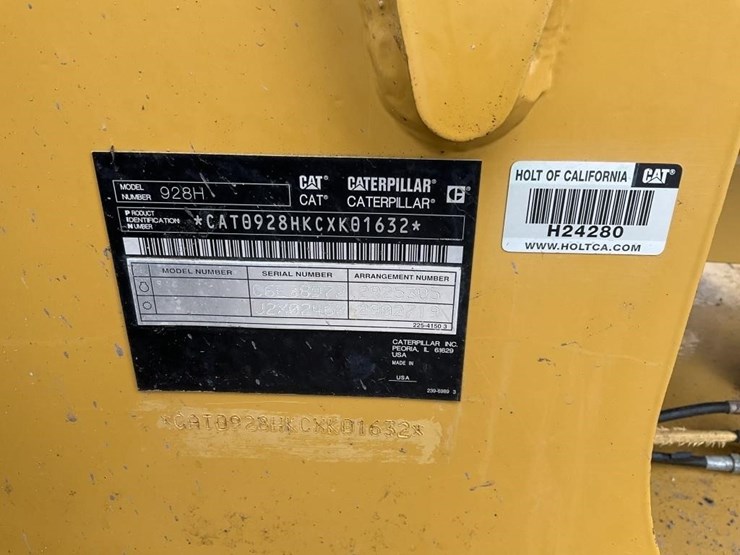 MODEL NUMBER 928H
CAT® CATERPILLAR®
CAT® CATERPILLAR® C
PRODUCT IDENTIFICATION NUMBER *CAT0928HKCXK01632*
MODEL NUMBER SERIAL NUMBER ARRANGEMENT NUMBER
225-4150 3
CATERPILLAR INC.
PEORIA, IL 61629
USA
MADE IN
USA
235-5982 3
*CAT0928HKCXK01632*
HOLT OF CALIFORNIA CAT®
H24280
WWW.HOLTCA.COM